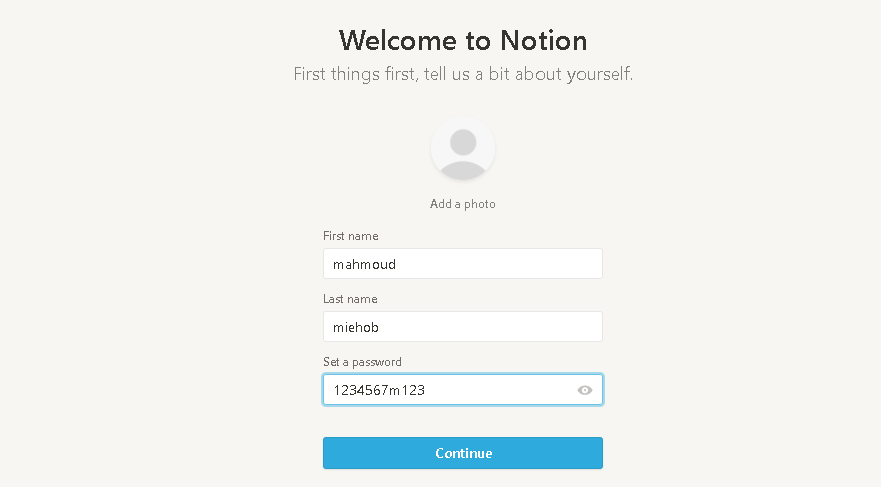 Welcome to Notion
First things first, tell us a bit about yourself.
Add a photo
First name
mahmoud
Last name
miehob
Set a password
1234567m123
Continue